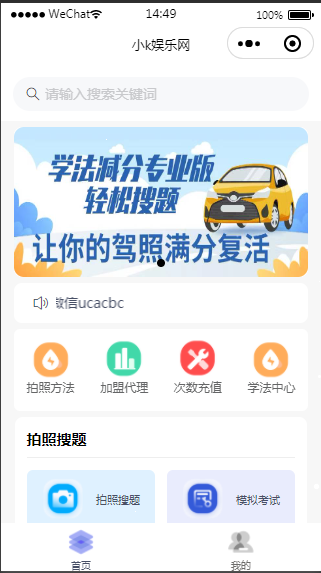 WeChat 14:49 100%
小k娱乐网
请输入搜索关键词
学法减分专业版
轻松搜题
让你的驾照满分复活
微信ucacbc
拍照方法 加盟代理 次数充值 学法中心
拍照搜题
拍照搜题 模拟考试
首页 我的